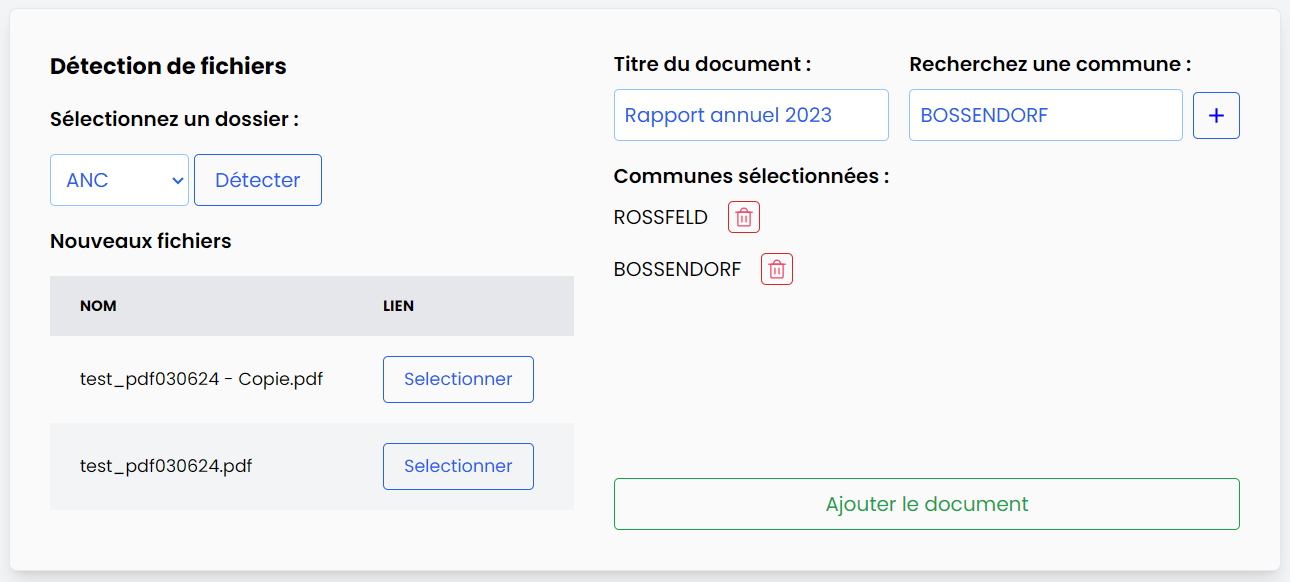 Détection de fichiers
Sélectionnez un dossier :
ANC
Détecter
Nouveaux fichiers
NOM LIEN
test_pdf030624 - Copie.pdf Selectionner
test_pdf030624.pdf Selectionner
Titre du document :
Rapport annuel 2023
Recherchez une commune :
BOSSENDORF +
Communes sélectionnées :
ROSSFELD
BOSSENDORF
Ajouter le document